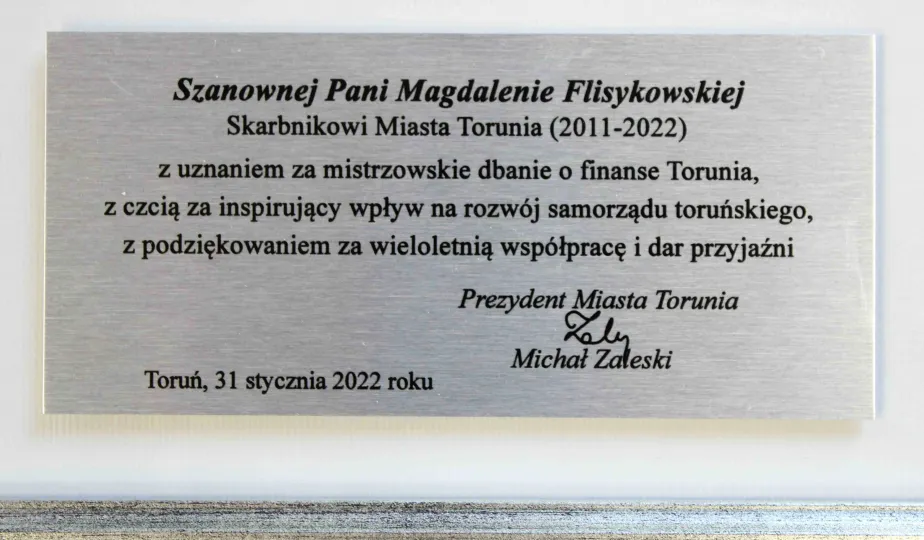 Szanownej Pani Magdalenie Flisykowskiej
Skarbnikowi Miasta Torunia (2011-2022)
z uznaniem za mistrzowskie dbanie o finanse Torunia,
z czcią za inspirujący wpływ na rozwój samorządu toruńskiego,
z podziękowaniem za wieloletnią współpracę i dar przyjaźni
Prezydent Miasta Torunia
Michał Zaleski
Toruń, 31 stycznia 2022 roku